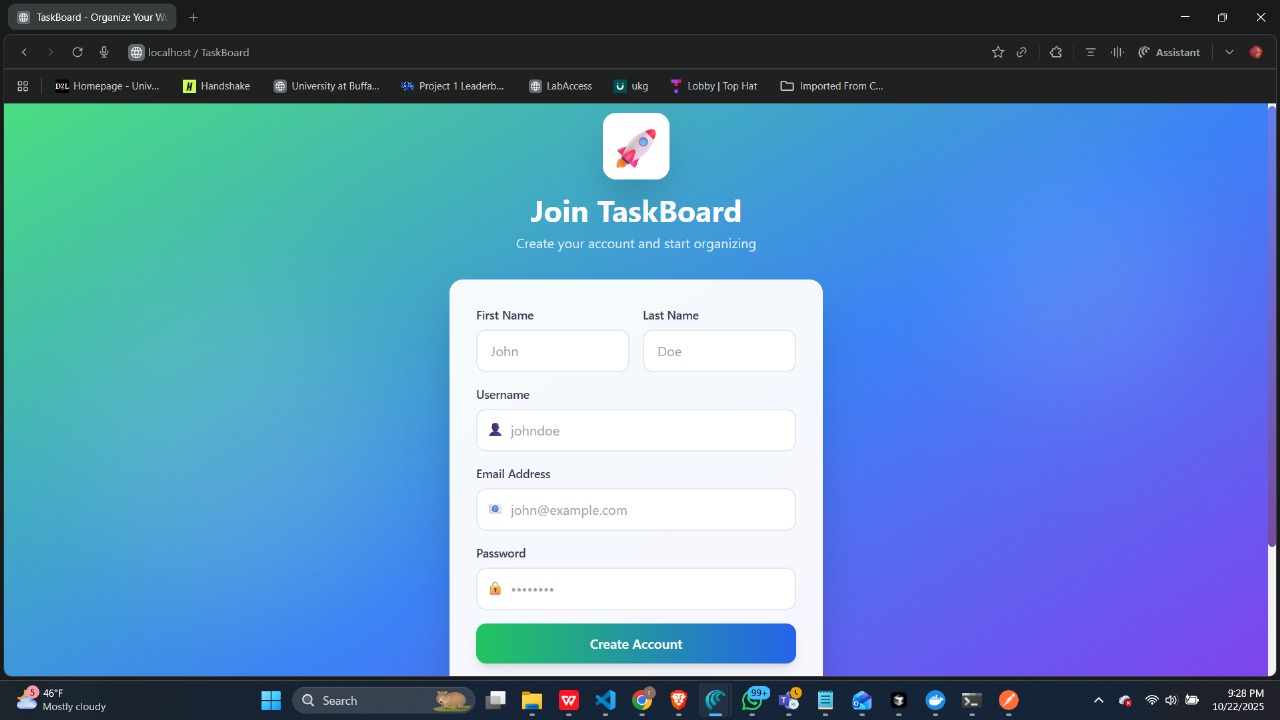 TaskBoard - Organize Your Wo
localhost / TaskBoard
Assistant
D2L Homepage - Univ...
Handshake
University at Buffa...
Project 1 Leaderb...
LabAccess
ukg
Lobby | Top Hat
Imported From C...
Join TaskBoard
Create your account and start organizing
First Name
Last Name
John
Doe
Username
johndoe
Email Address
john@example.com
Password
••••••••
Create Account
5
46°F
Mostly cloudy
Search
99+
9:28 PM
10/22/2025